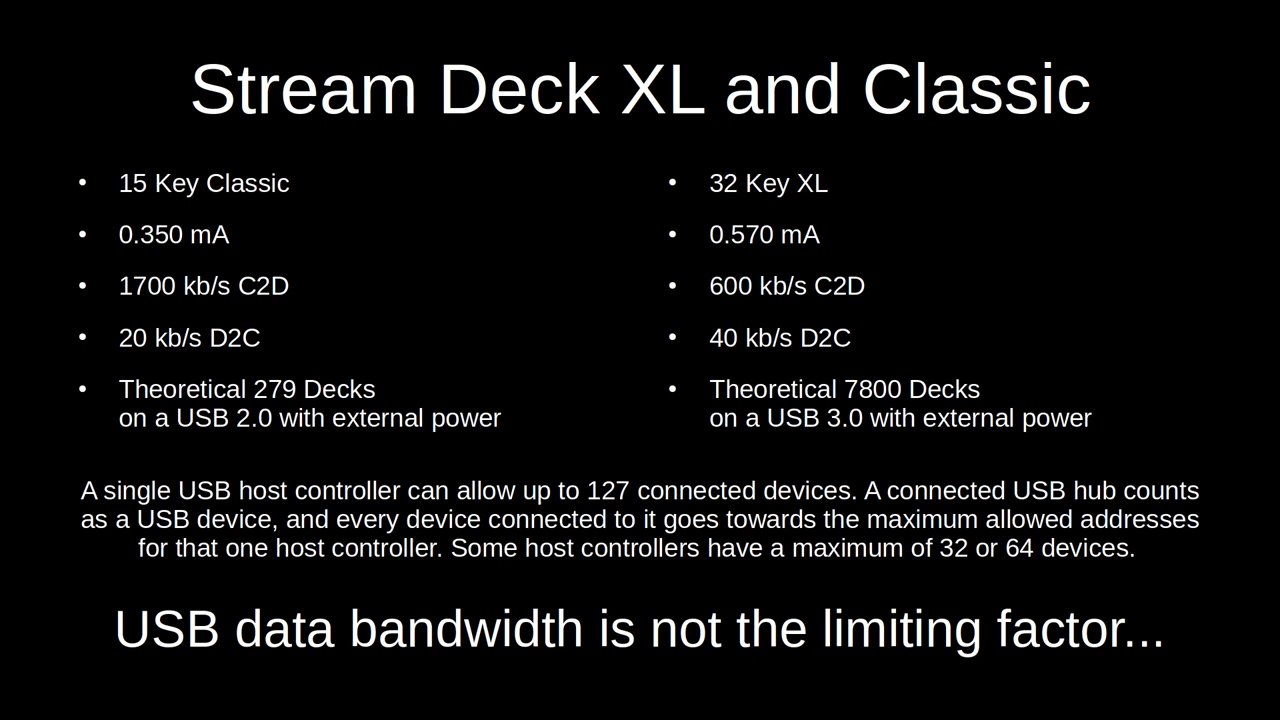 Stream Deck XL and Classic
• 15 Key Classic
• 0.350 mA
• 1700 kb/s C2D
• 20 kb/s D2C
• Theoretical 279 Decks
on a USB 2.0 with external power
• 32 Key XL
• 0.570 mA
• 600 kb/s C2D
• 40 kb/s D2C
• Theoretical 7800 Decks
on a USB 3.0 with external power
A single USB host controller can allow up to 127 connected devices. A connected USB hub counts
as a USB device, and every device connected to it goes towards the maximum allowed addresses
for that one host controller. Some host controllers have a maximum of 32 or 64 devices.
USB data bandwidth is not the limiting factor...